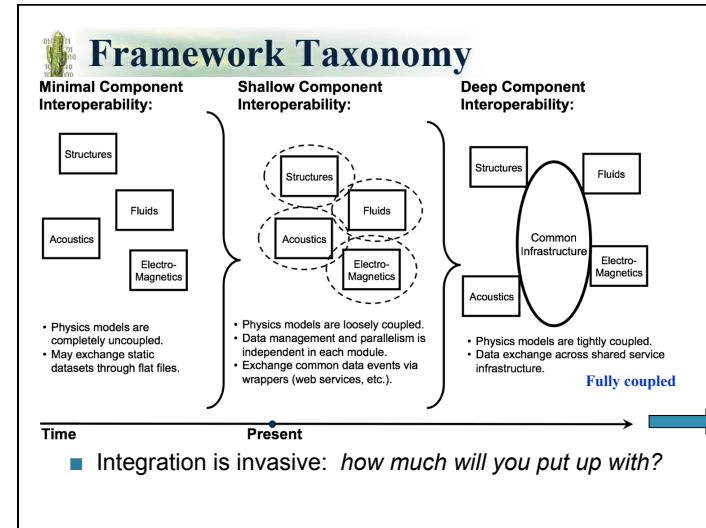 Framework Taxonomy
Minimal Component
Interoperability:
Structures
Fluids
Acoustics
Electro-
Magnetics
• Physics models are
completely uncoupled.
• May exchange static
datasets through flat files.
Shallow Component
Interoperability:
Structures
Fluids
Acoustics
Electro-
Magnetics
• Physics models are loosely coupled.
• Data management and parallelism is
independent in each module.
• Exchange common data events via
wrappers (web services, etc.).
Deep Component
Interoperability:
Structures
Fluids
Common
Infrastructure
Electro-
Magnetics
Acoustics
• Physics models are tightly coupled.
• Data exchange across shared service
infrastructure.
Fully coupled
Time
Present
■ Integration is invasive: how much will you put up with?